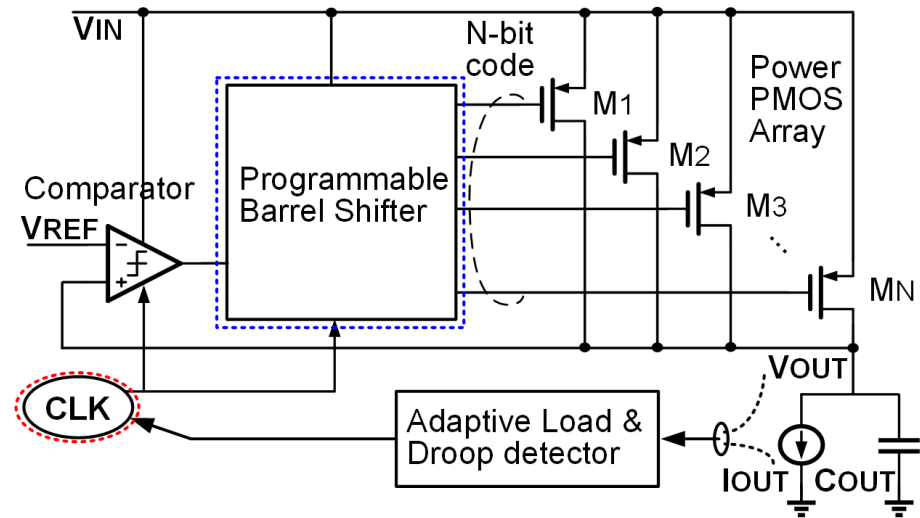 VIN
N-bit
code
Power
PMOS
Array
M1
M2
M3
MN
Comparator
VREF
−
+
Programmable
Barrel Shifter
CLK
Adaptive Load &
Droop detector
VOUT
IOUT
COUT